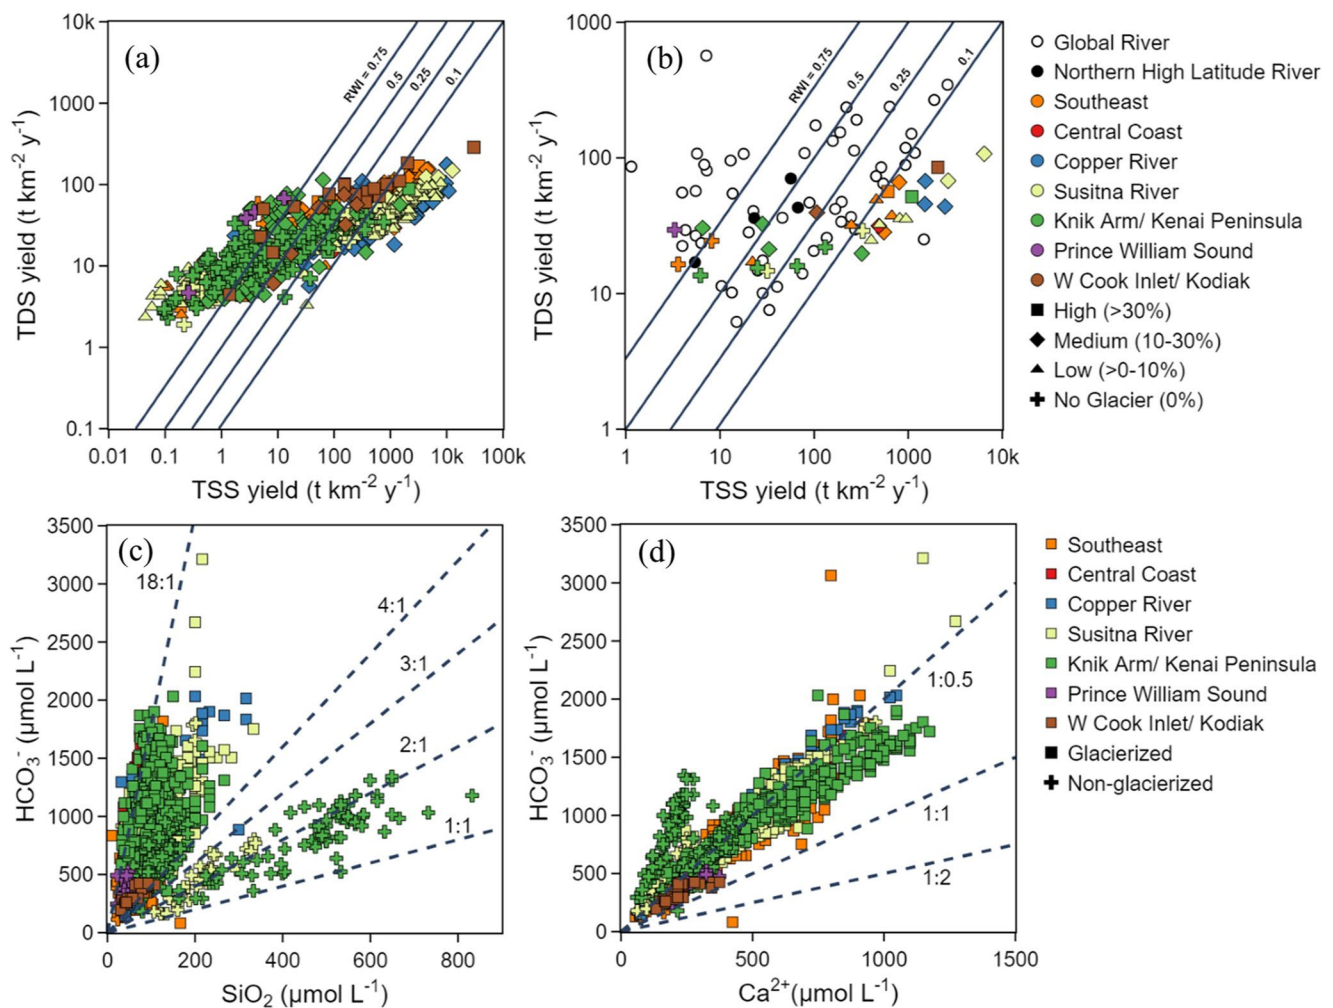 (a)
10k
1000
100
10
1
0.1
TDS yield (t km-2 y-1)
RWI = 0.75
0.5
0.25
0.1
0.01
0.1
1
10
100
1000
10k
100k
TSS yield (t km-2 y-1)
(b)
1000
100
10
1
TDS yield (t km-2 y-1)
RWI = 0.75
0.5
0.25
0.1
1
10
100
1000
10k
TSS yield (t km-2 y-1)
Global River
Northern High Latitude River
Southeast
Central Coast
Copper River
Susitna River
Knik Arm/ Kenai Peninsula
Prince William Sound
W Cook Inlet/ Kodiak
High (>30%)
Medium (10-30%)
Low (>0-10%)
No Glacier (0%)
(c)
3500
3000
2500
2000
1500
1000
500
0
HCO3- (μmol L-1)
18:1
4:1
3:1
2:1
1:1
0
200
400
600
800
SiO2 (μmol L-1)
(d)
3500
3000
2500
2000
1500
1000
500
0
HCO3- (μmol L-1)
1:0.5
1:1
1:2
0
500
1000
1500
Ca2+(μmol L-1)
Southeast
Central Coast
Copper River
Susitna River
Knik Arm/ Kenai Peninsula
Prince William Sound
W Cook Inlet/ Kodiak
Glacierized
Non-glacierized